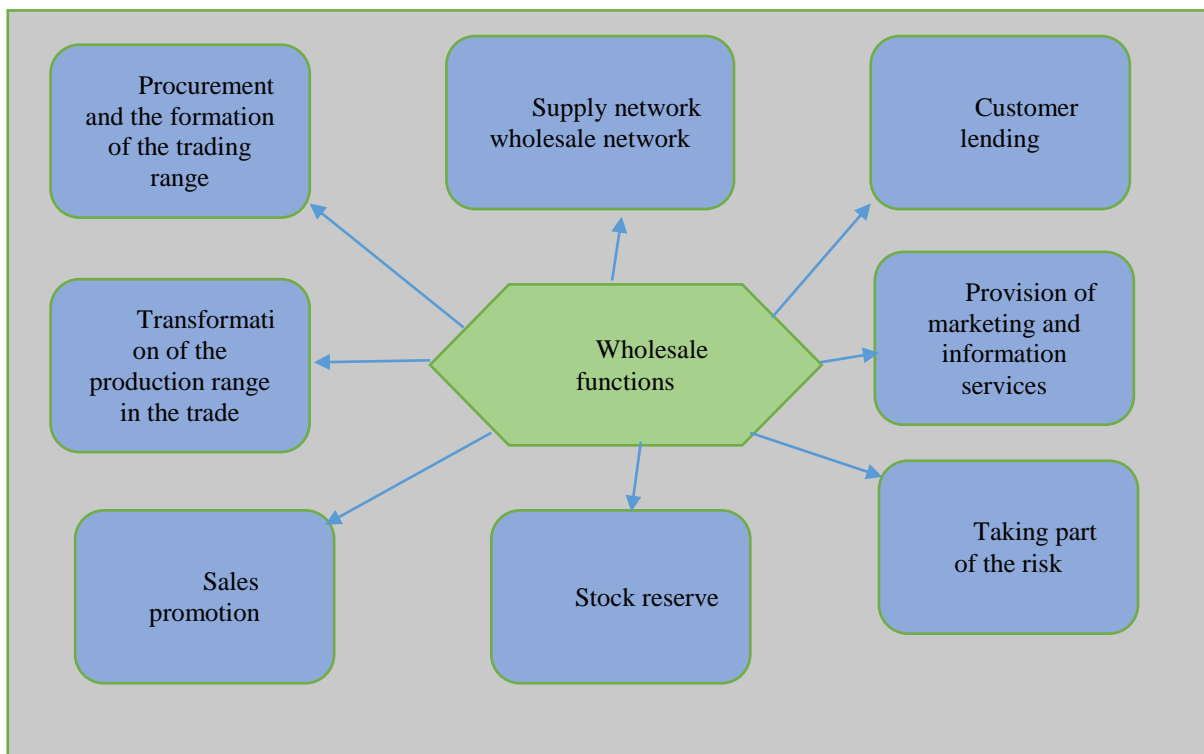 Procurement
and the formation
of the trading
range
Supply network
wholesale network
Customer
lending
Transformati
on of the
production range
in the trade
Wholesale
functions
Provision of
marketing and
information
services
Sales
promotion
Stock reserve
Taking part
of the risk